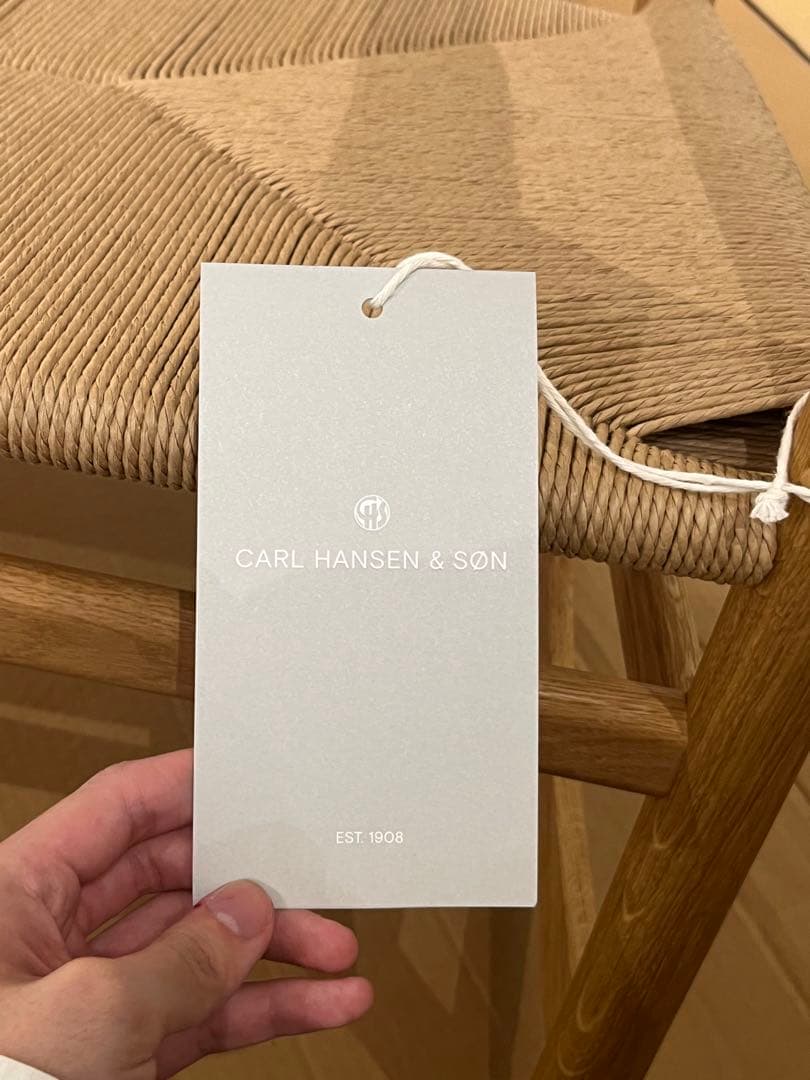 CARL HANSEN & SØN
EST. 1908